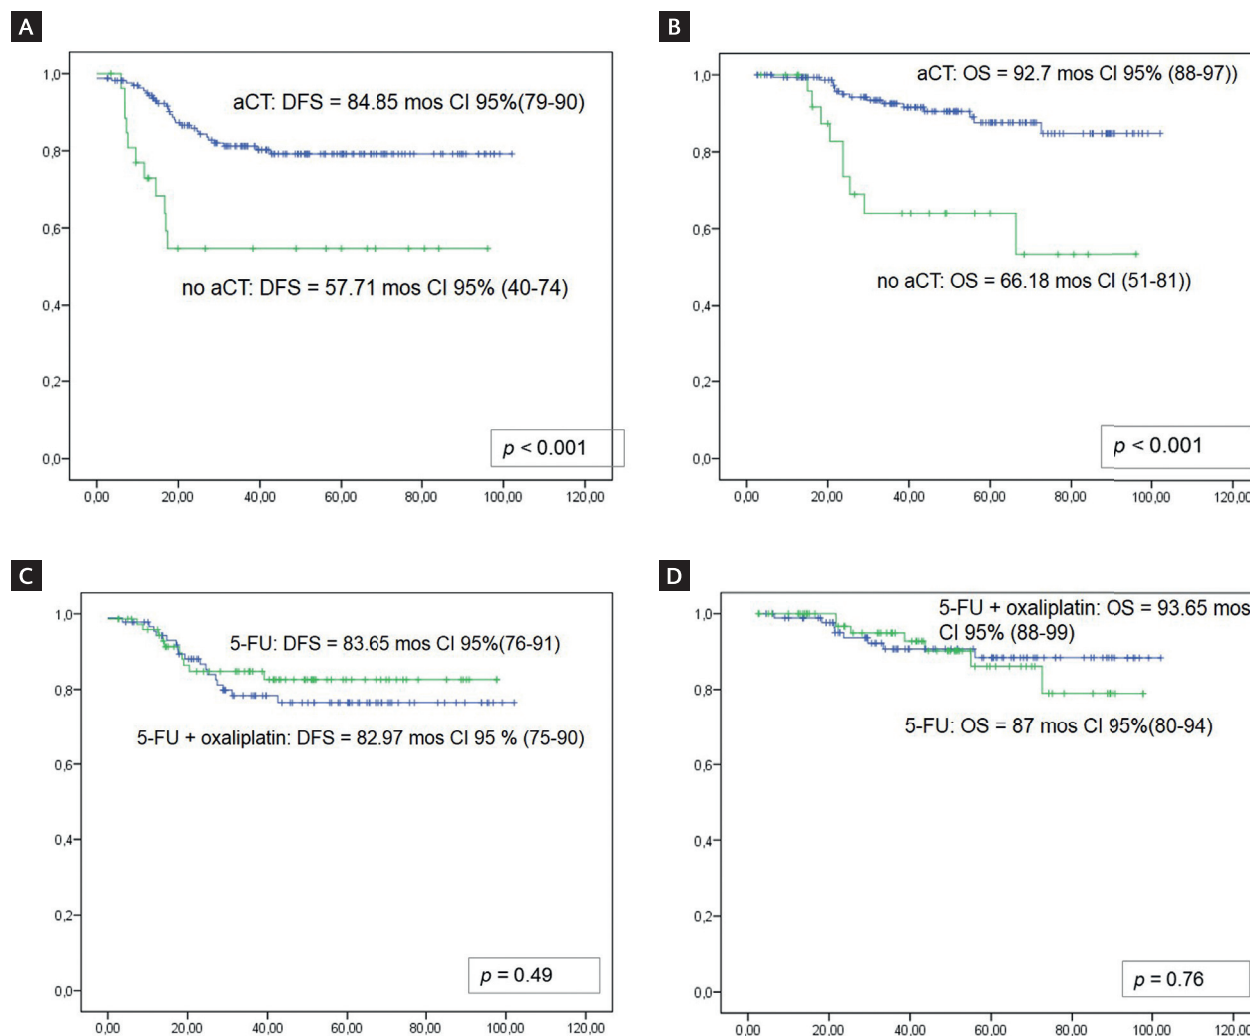 A
1,0
0,8
0,6
0,4
0,2
0,0
aCT: DFS = 84.85 mos CI 95%(79-90)
no aCT: DFS = 57.71 mos CI 95% (40-74)
p < 0.001
0,00 20,00 40,00 60,00 80,00 100,00 120,00
B
1,0
0,8
0,6
0,4
0,2
0,0
aCT: OS = 92.7 mos CI 95% (88-97))
no aCT: OS = 66.18 mos CI (51-81))
p < 0.001
0,00 20,00 40,00 60,00 80,00 100,00 120,00
C
1,0
0,8
0,6
0,4
0,2
0,0
5-FU: DFS = 83.65 mos CI 95%(76-91)
5-FU + oxaliplatin: DFS = 82.97 mos CI 95 % (75-90)
p = 0.49
0,00 20,00 40,00 60,00 80,00 100,00 120,00
D
1,0
0,8
0,6
0,4
0,2
0,0
5-FU + oxaliplatin: OS = 93.65 mos
CI 95% (88-99)
5-FU: OS = 87 mos CI 95%(80-94)
p = 0.76
0,00 20,00 40,00 60,00 80,00 100,00 120,00